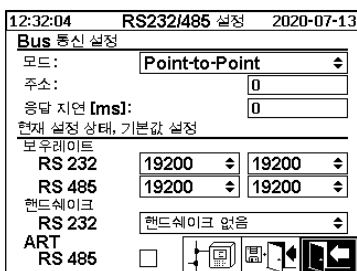 12:32:04 RS232/485 설정 2020-07-13
Bus 통신 설정
모드: Point-to-Point
주소: 0
응답 지연 [ms]: 0
현재 설정 상태, 기본값 설정
보우레이트
RS 232 19200 19200
RS 485 19200 19200
핸드쉐이크
RS 232 핸드쉐이크 없음
ART
RS 485